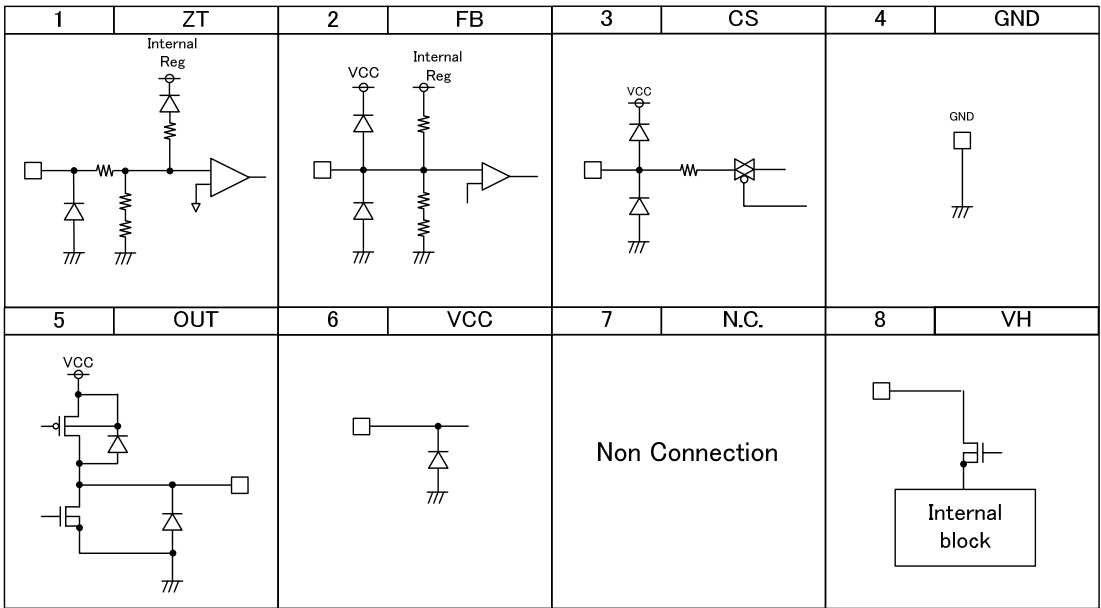 1 ZT 2 FB 3 CS 4 GND
Internal
Reg
VCC
Internal
Reg
VCC
GND
5 OUT 6 VCC 7 N.C. 8 VH
VCC
Non Connection
Internal
block